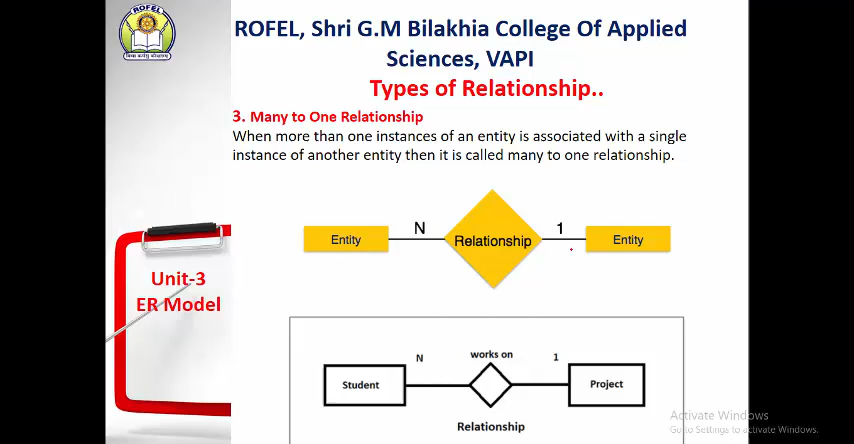 ROFEL
ROFEL, Shri G.M Bilakhia College Of Applied
Sciences, VAPI
Types of Relationship..
3. Many to One Relationship
When more than one instances of an entity is associated with a single
instance of another entity then it is called many to one relationship.
Entity
N
Relationship
1
Entity
Unit-3
ER Model
N
works on
1
Student
Project
Relationship
Activate Windows
Go to Settings to activate Windows.